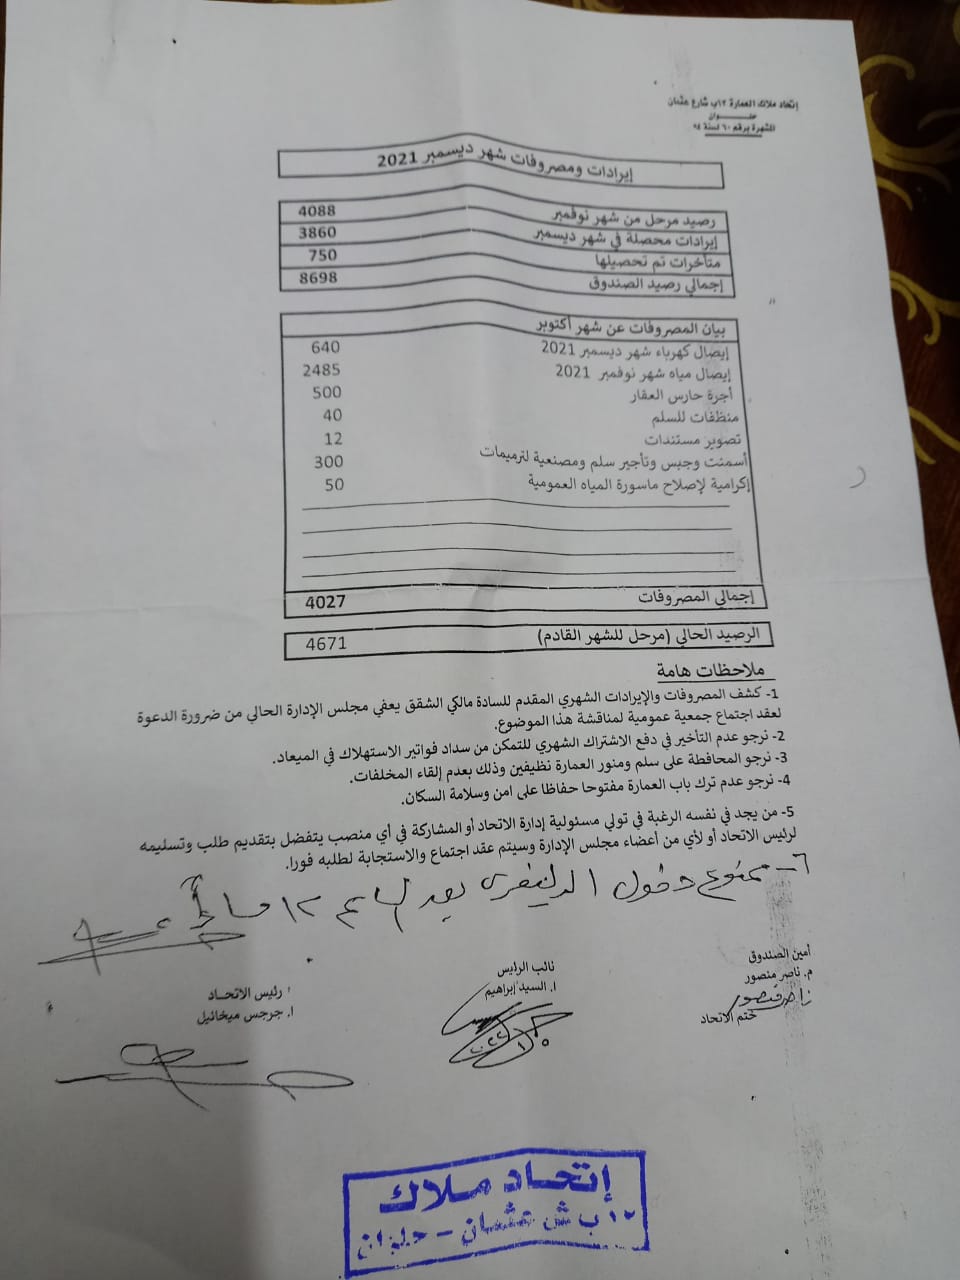 إتحاد ملاك العمارة ١٢ب شارع عثمان
حلـــوان
المشهرة برقم ٦٠ لسنة ٩٤
إيرادات ومصروفات شهر ديسمبر 2021
رصيد مرحل من شهر نوفمبر 4088
إيرادات محصلة في شهر ديسمبر 3860
متأخرات تم تحصيلها 750
إجمالي رصيد الصندوق 8698
بيان المصروفات عن شهر أكتوبر
إيصال كهرباء شهر ديسمبر 2021 640
إيصال مياه شهر نوفمبر 2021 2485
أجرة حارس العقار 500
منظفات للسلم 40
تصوير مستندات 12
أسمنت وجبس وتأجير سلم ومصنعية لترميمات 300
إكرامية لإصلاح ماسورة المياه العمومية 50
إجمالي المصروفات 4027
الرصيد الحالي (مرحل للشهر القادم) 4671
ملاحظات هامة
1- كشف المصروفات والإيرادات الشهري المقدم للسادة مالكي الشقق يعفي مجلس الإدارة الحالي من ضرورة الدعوة
لعقد اجتماع جمعية عمومية لمناقشة هذا الموضوع.
2- نرجو عدم التأخير في دفع الاشتراك الشهري للتمكن من سداد فواتير الاستهلاك في الميعاد.
3- نرجو المحافظة على سلم ومنور العمارة نظيفين وذلك بعدم إلقاء المخلفات.
4- نرجو عدم ترك باب العمارة مفتوحا حفاظا على امن وسلامة السكان.
5- من يجد في نفسه الرغبة في تولي مسئولية إدارة الاتحاد أو المشاركة في أي منصب يتفضل بتقديم طلب وتسليمه
لرئيس الاتحاد أو لأي من أعضاء مجلس الإدارة وسيتم عقد اجتماع والاستجابة لطلبه فورا.
٦- ممنوع دخول الدليفرى بعد الساعة ١٢ مساءً
أمين الصندوق
م. ناصر منصور
ناصر منصور
ختم الاتحاد
نائب الرئيس
ا. السيد إبراهيم
رئيس الاتحاد
ا. جرجس ميخائيل
إتحاد ملاك
١٢ب ش عثمان - حلوان